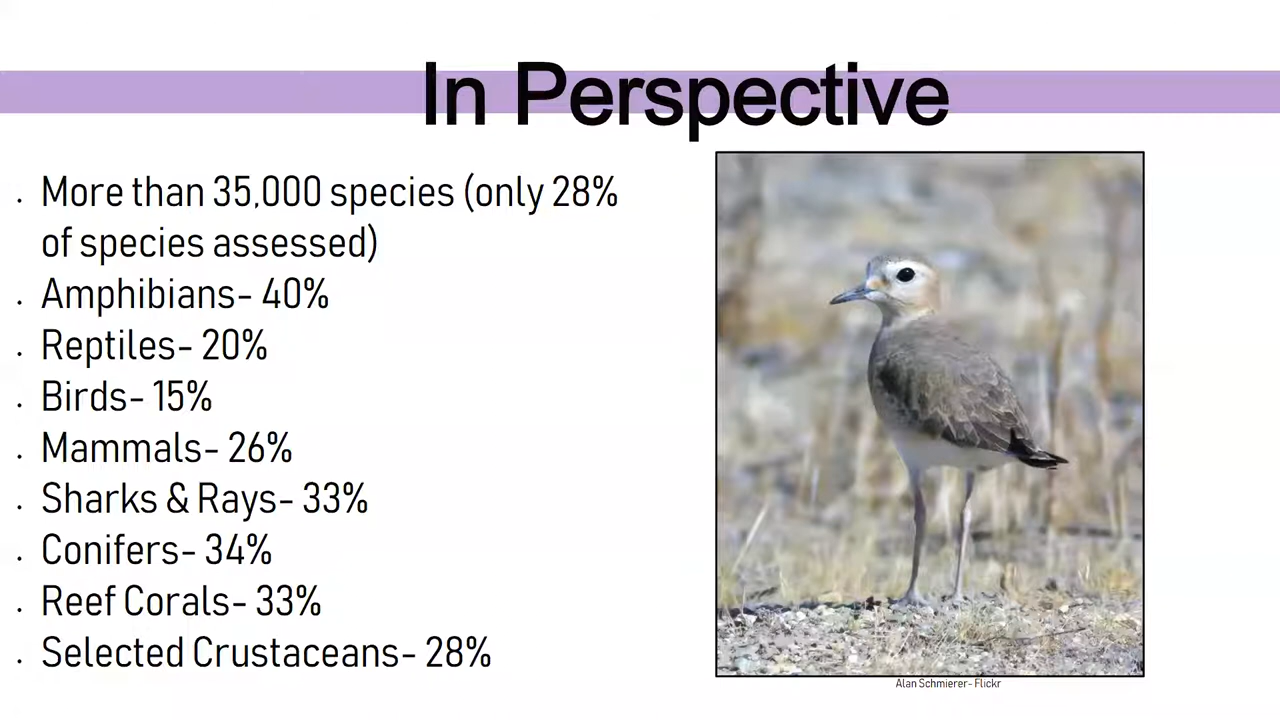 In Perspective
More than 35,000 species (only 28%
of species assessed)
Amphibians- 40%
Reptiles- 20%
Birds- 15%
Mammals- 26%
Sharks & Rays- 33%
Conifers- 34%
Reef Corals- 33%
Selected Crustaceans- 28%
Alan Schmierer- Flickr